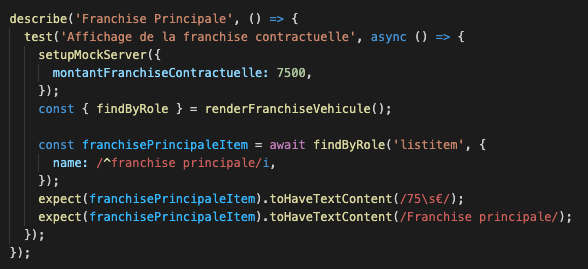 describe('Franchise Principale', () => {
test('Affichage de la franchise contractuelle', async () => {
setupMockServer({
montantFranchiseContractuelle: 7500,
});
const { findByRole } = renderFranchiseVehicule();
const franchisePrincipaleItem = await findByRole('listitem', {
name: /^franchise principale/i,
});
expect(franchisePrincipaleItem).toHaveTextContent(/75\s€/);
expect(franchisePrincipaleItem).toHaveTextContent(/Franchise principale/);
});
});